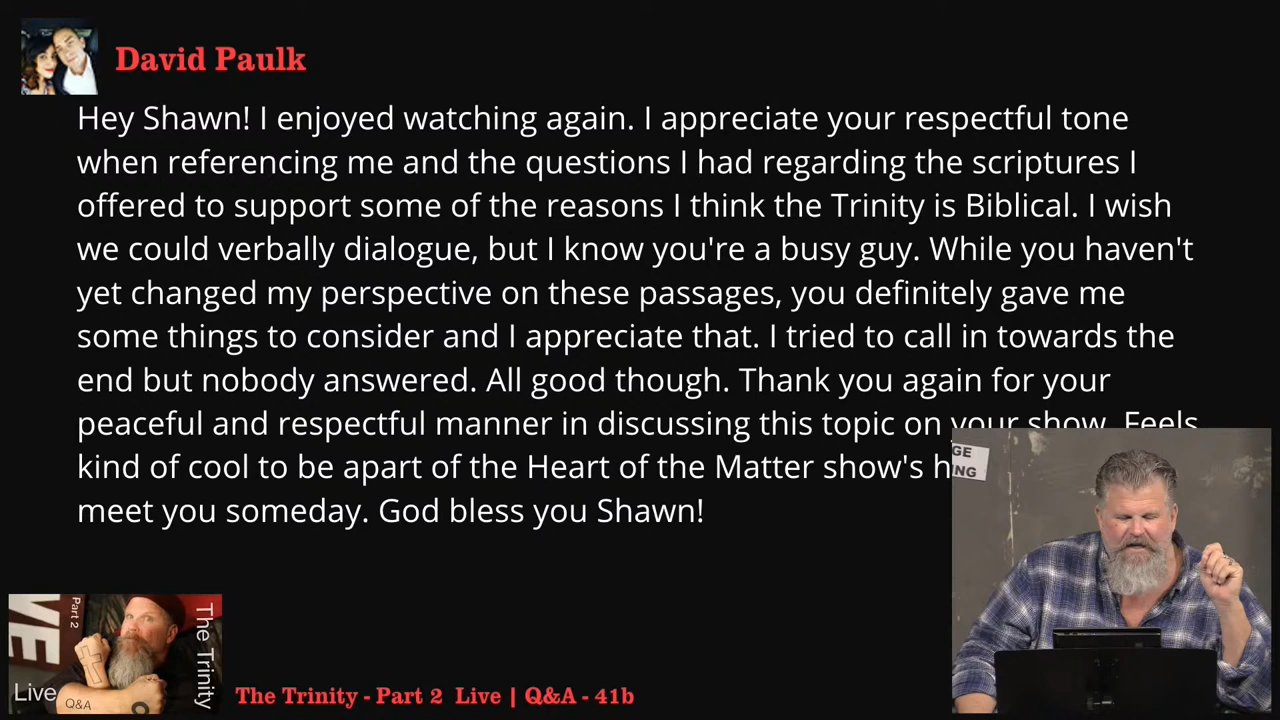 David Paulk
Hey Shawn! I enjoyed watching again. I appreciate your respectful tone
when referencing me and the questions I had regarding the scriptures I
offered to support some of the reasons I think the Trinity is Biblical. I wish
we could verbally dialogue, but I know you're a busy guy. While you haven't
yet changed my perspective on these passages, you definitely gave me
some things to consider and I appreciate that. I tried to call in towards the
end but nobody answered. All good though. Thank you again for your
peaceful and respectful manner in discussing this topic on your show. Feels
kind of cool to be apart of the Heart of the Matter show's h
meet you someday. God bless you Shawn!
GE
NG
VE
Part 2
The Trinity
Live
Q&A
The Trinity - Part 2 Live | Q&A - 41b